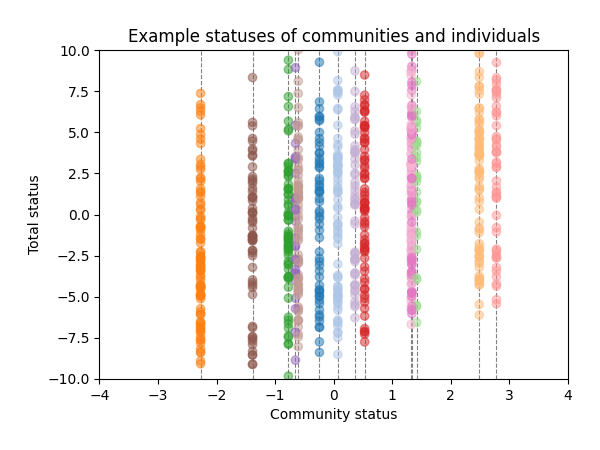 Example statuses of communities and individuals
10.0
7.5
5.0
2.5
0.0
−2.5
−5.0
−7.5
−10.0
Total status
−4 −3 −2 −1 0 1 2 3 4
Community status